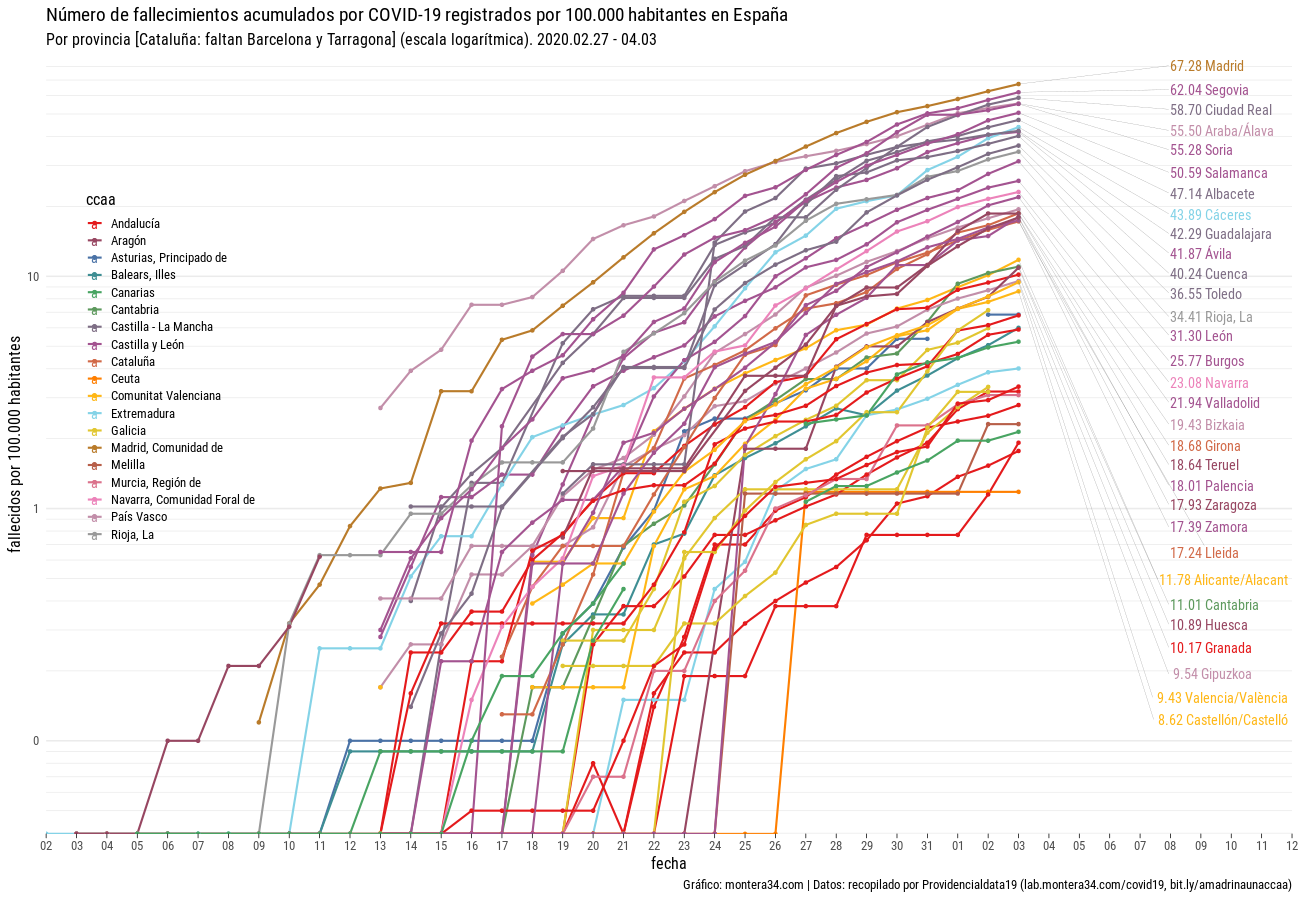 Número de fallecimientos acumulados por COVID-19 registrados por 100.000 habitantes en España
Por provincia [Cataluña: faltan Barcelona y Tarragona] (escala logarítmica). 2020.02.27 - 04.03
67.28 Madrid
62.04 Segovia
58.70 Ciudad Real
55.50 Araba/Álava
55.28 Soria
50.59 Salamanca
47.14 Albacete
43.89 Cáceres
42.29 Guadalajara
41.87 Ávila
40.24 Cuenca
36.55 Toledo
34.41 Rioja, La
31.30 León
25.77 Burgos
23.08 Navarra
21.94 Valladolid
19.43 Bizkaia
18.68 Girona
18.64 Teruel
18.01 Palencia
17.93 Zaragoza
17.39 Zamora
17.24 Lleida
11.78 Alicante/Alacant
11.01 Cantabria
10.89 Huesca
10.17 Granada
9.54 Gipuzkoa
9.43 Valencia/València
8.62 Castellón/Castelló
ccaa
Andalucía
Aragón
Asturias, Principado de
Balears, Illes
Canarias
Cantabria
Castilla - La Mancha
Castilla y León
Cataluña
Ceuta
Comunitat Valenciana
Extremadura
Galicia
Madrid, Comunidad de
Melilla
Murcia, Región de
Navarra, Comunidad Foral de
País Vasco
Rioja, La
fallecidos por 100.000 habitantes
10
1
0
02 03 04 05 06 07 08 09 10 11 12 13 14 15 16 17 18 19 20 21 22 23 24 25 26 27 28 29 30 31 01 02 03 04 05 06 07 08 09 10 11 12
fecha
Gráfico: montera34.com | Datos: recopilado por Providencialdata19 (lab.montera34.com/covid19, bit.ly/amadrinaunaccaa)